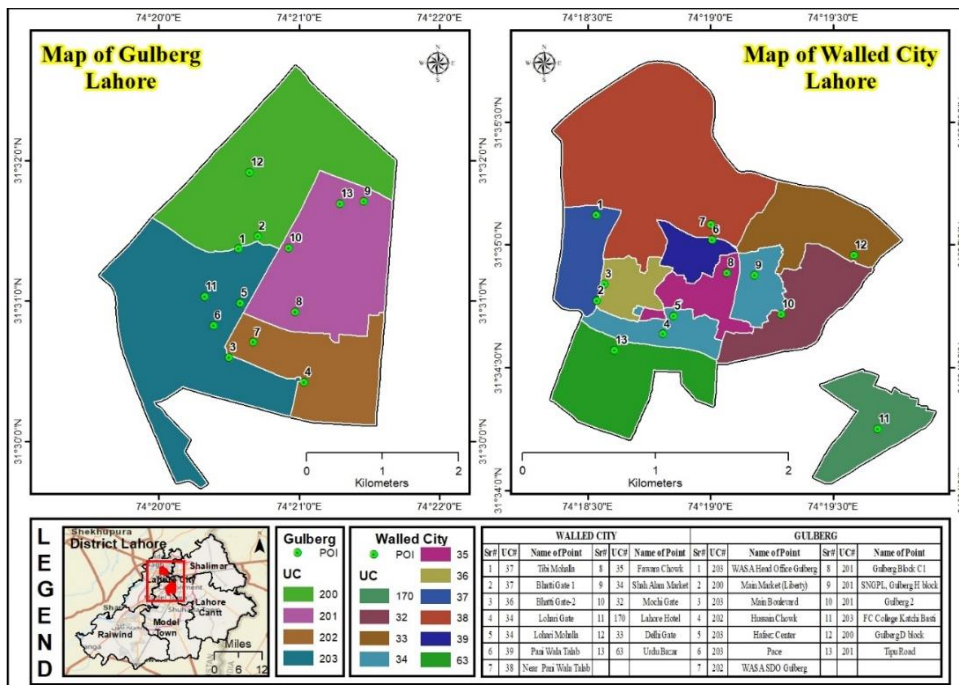 Map of Gulberg
Lahore
74°20'0"E
74°21'0"E
74°22'0"E
31°32'0"N
31°31'0"N
31°30'0"N
12
13
9
2
1
10
11
5
8
6
7
3
4
0 1 2
Kilometers
74°20'0"E
74°21'0"E
74°22'0"E
Map of Walled City
Lahore
74°18'30"E
74°19'0"E
74°19'30"E
31°35'30"N
31°35'0"N
31°34'30"N
31°34'0"N
1
7
6
12
8
9
3
2
5
10
4
13
11
0 1 2
Kilometers
74°18'30"E
74°19'0"E
74°19'30"E
LEGEND
Shekhupura
District Lahore
Shalimar
Lahore City
Lahore
Cantt
Model
Town
Raiwind
Miles
0 6 12
Gulberg
POI
UC
200
201
202
203
Walled City
POI
UC
170
32
33
34
35
36
37
38
39
63
WALLED CITY GULBERG
Sr# UC# Name of Point Sr# UC# Name of Point Sr# UC# Name of Point Sr# UC# Name of Point
1 37 Tibi Mohalla 8 35 Fawara Chowk 1 203 WASA Head Office Gulberg 8 201 Gulberg Block C1
2 37 Bhatti Gate 1 9 34 Shah Alam Market 2 200 Main Market (Liberty) 9 201 SNGPL, Gulberg H block
3 36 Bhatti Gate-2 10 32 Mochi Gate 3 203 Main Boulevard 10 201 Gulberg 2
4 34 Lohari Gate 11 170 Lahore Hotel 4 202 Hussain Chowk 11 203 FC College Katchi Basti
5 34 Lohari Mohalla 12 33 Delhi Gate 5 203 Hafeez Center 12 200 Gulberg D block
6 39 Pani Wala Talab 13 63 Urdu Bazar 6 203 Pace 13 201 Tipu Road
7 38 Near Pani Wala Talab 7 202 WASA SDO Gulberg